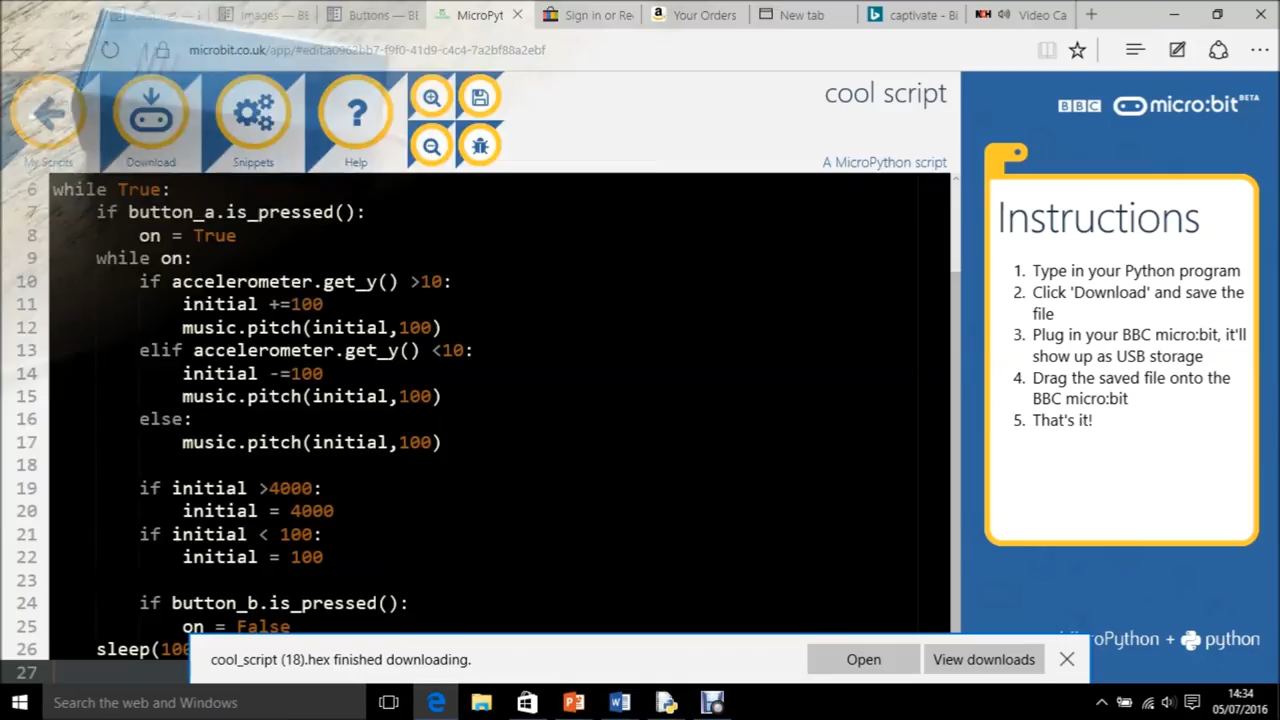 Images — BE
Buttons — BE
MicroPyt
Sign in or Re
Your Orders
New tab
captivate - Bi
Video Ca
microbit.co.uk/app/#edit:a0962bb7-f9f0-41d9-c4c4-7a2bf88a2ebf
My Scripts
Download
Snippets
Help
cool script
A MicroPython script
BBC micro:bit BETA
6 while True:
7 if button_a.is_pressed():
8 on = True
9 while on:
10 if accelerometer.get_y() >10:
11 initial +=100
12 music.pitch(initial,100)
13 elif accelerometer.get_y() <10:
14 initial -=100
15 music.pitch(initial,100)
16 else:
17 music.pitch(initial,100)
18
19 if initial >4000:
20 initial = 4000
21 if initial < 100:
22 initial = 100
23
24 if button_b.is_pressed():
25 on = False
26 sleep(100
27
Instructions
1. Type in your Python program
2. Click 'Download' and save the
file
3. Plug in your BBC micro:bit, it'll
show up as USB storage
4. Drag the saved file onto the
BBC micro:bit
5. That's it!
roPython + python
cool_script (18).hex finished downloading.
Open
View downloads
Search the web and Windows
14:34
05/07/2016